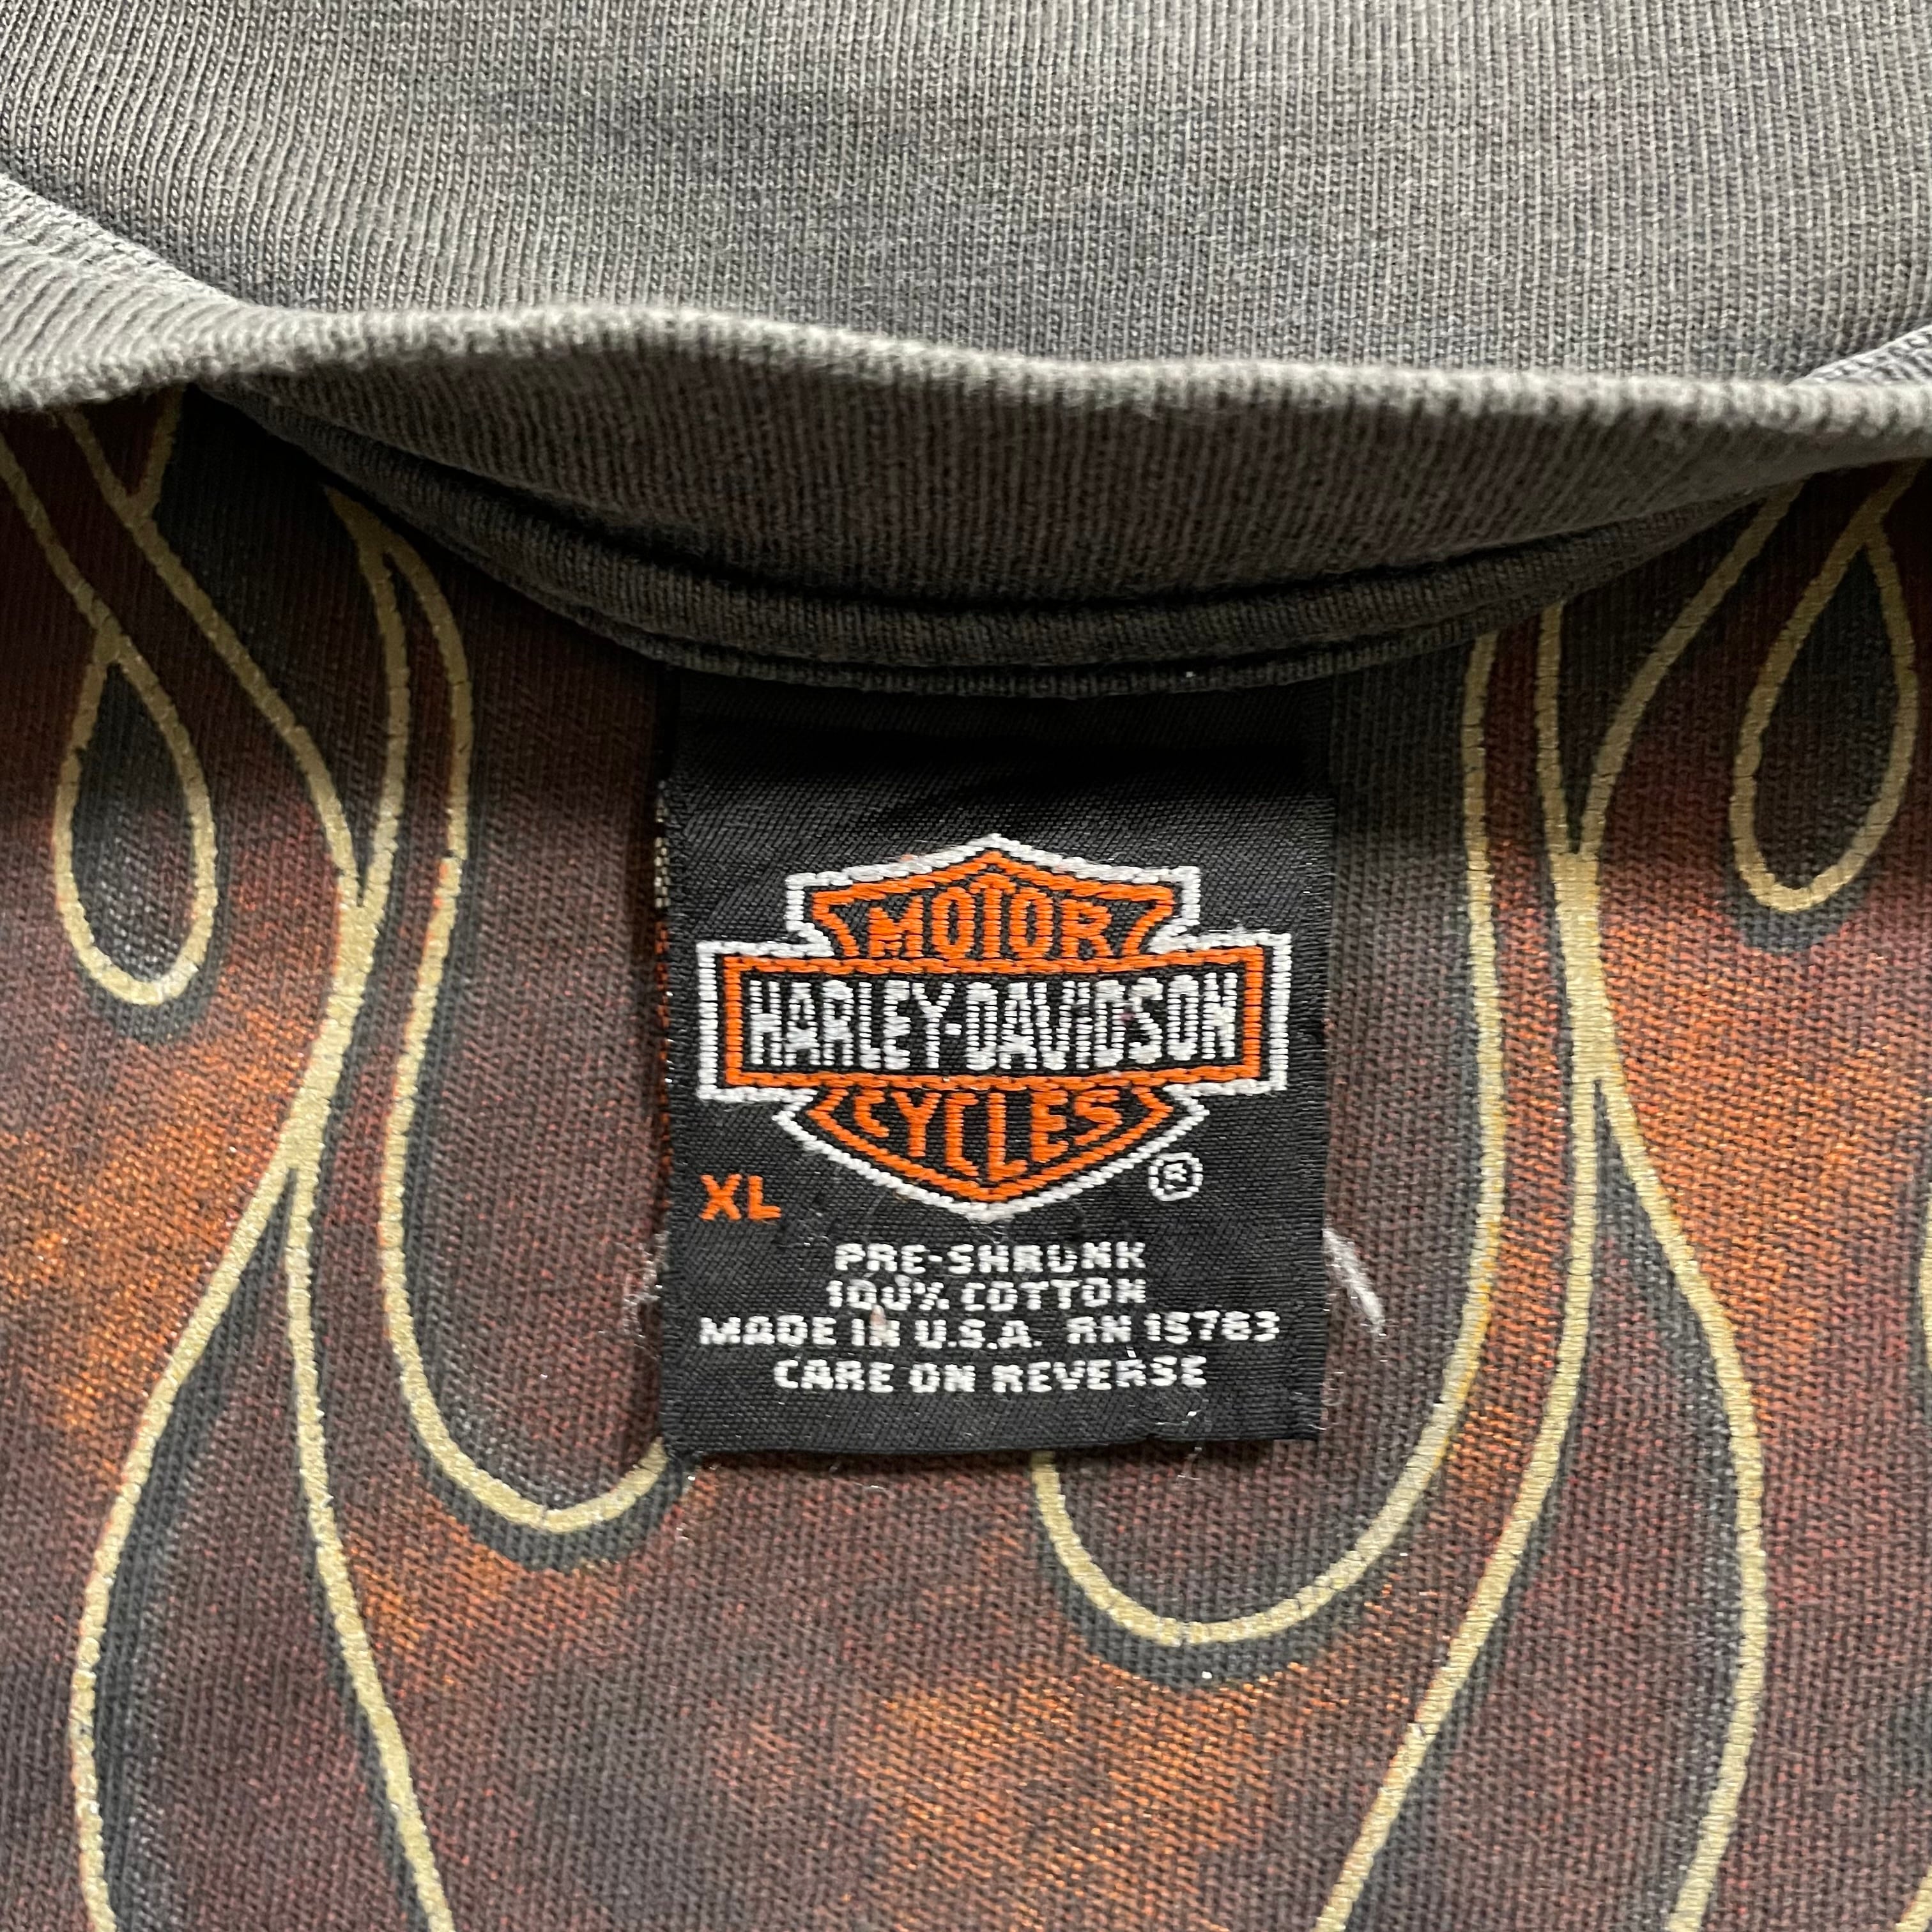 MOTOR
HARLEY-DAVIDSON
CYCLES
®
XL
PRE-SHRUNK
100% COTTON
MADE IN U.S.A. RN 15763
CARE ON REVERSE